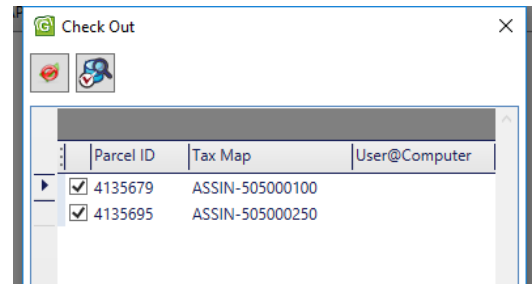 Check Out
Parcel ID Tax Map User@Computer
4135679 ASSIN-505000100
4135695 ASSIN-505000250